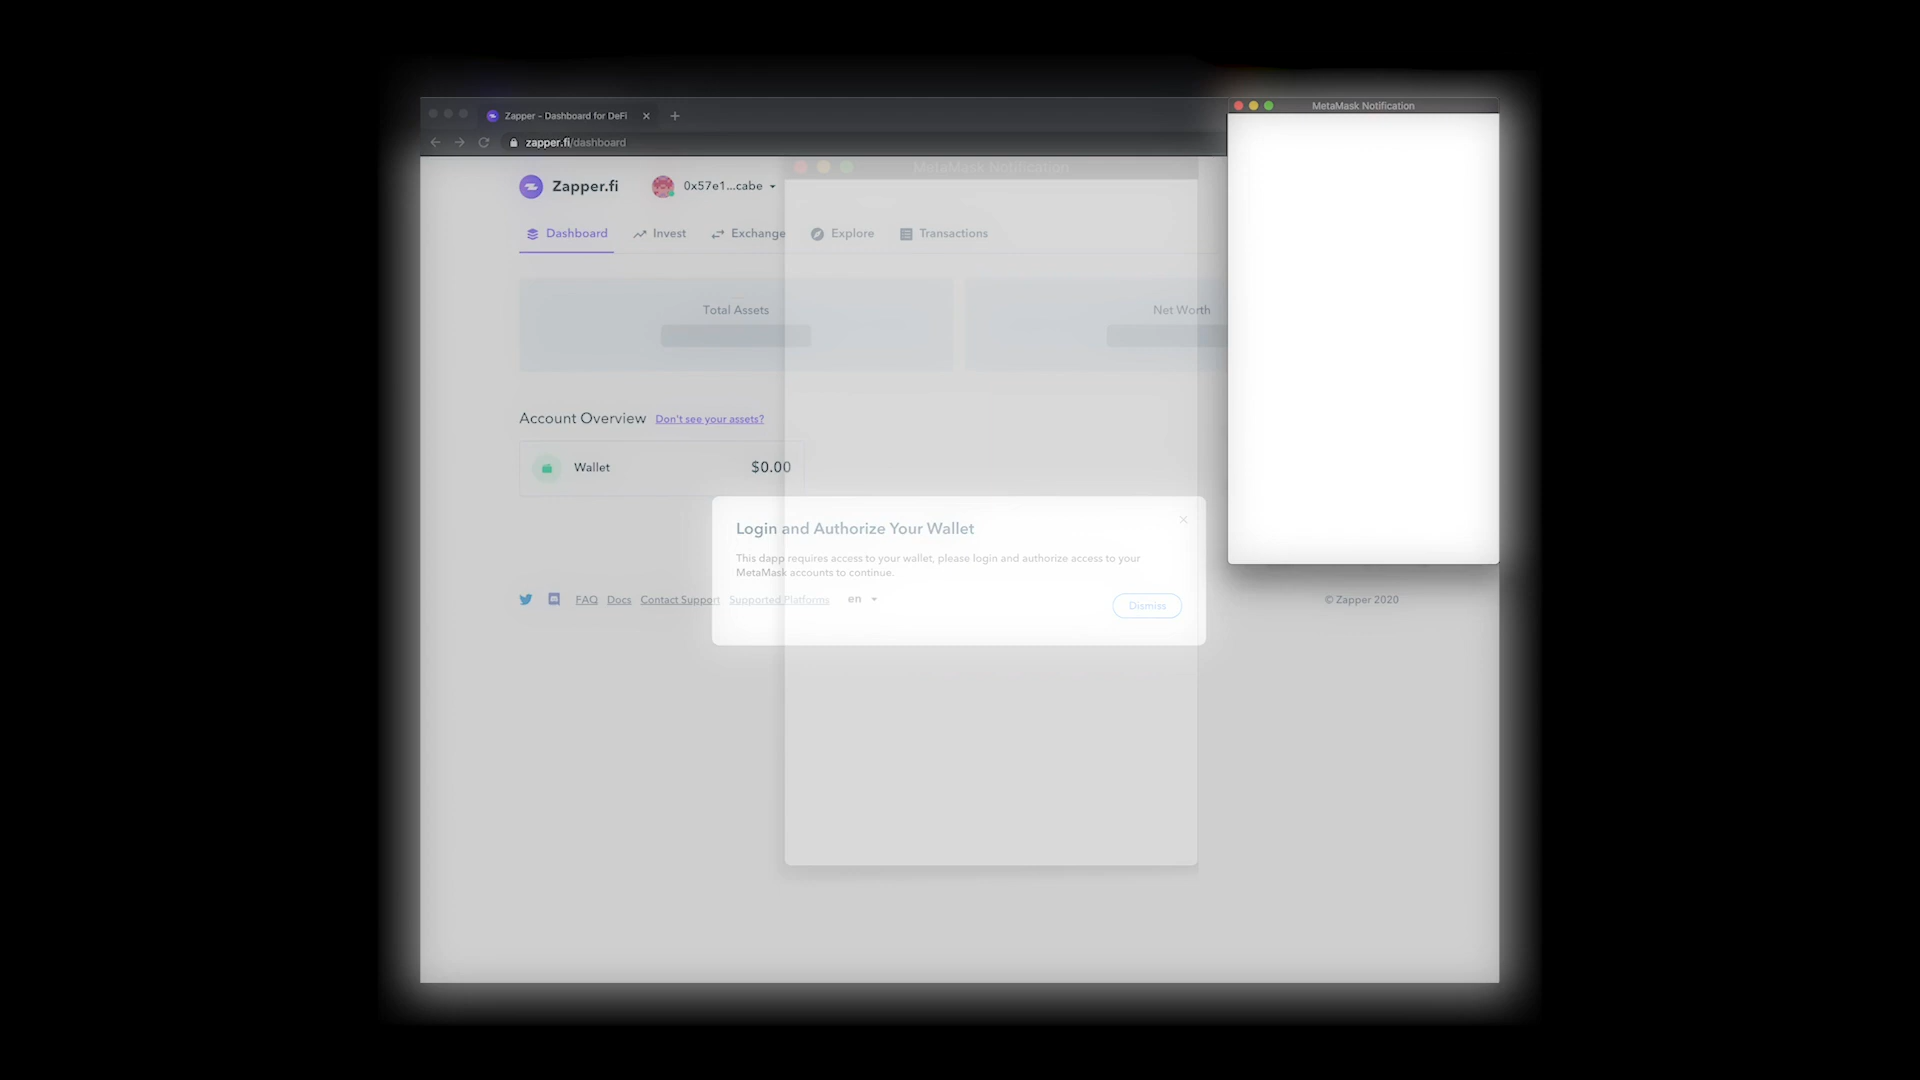 Zapper - Dashboard for DeFi
MetaMask Notification
zapper.fi/dashboard
MetaMask Notification
Zapper.fi
0x57e1...cabe
Dashboard
Invest
Exchange
Explore
Transactions
Total Assets
Net Worth
Account Overview
Don't see your assets?
Wallet
$0.00
Login and Authorize Your Wallet
This dapp requires access to your wallet, please login and authorize access to your
MetaMask accounts to continue.
Dismiss
FAQ
Docs
Contact Support
Supported Platforms
en
© Zapper 2020